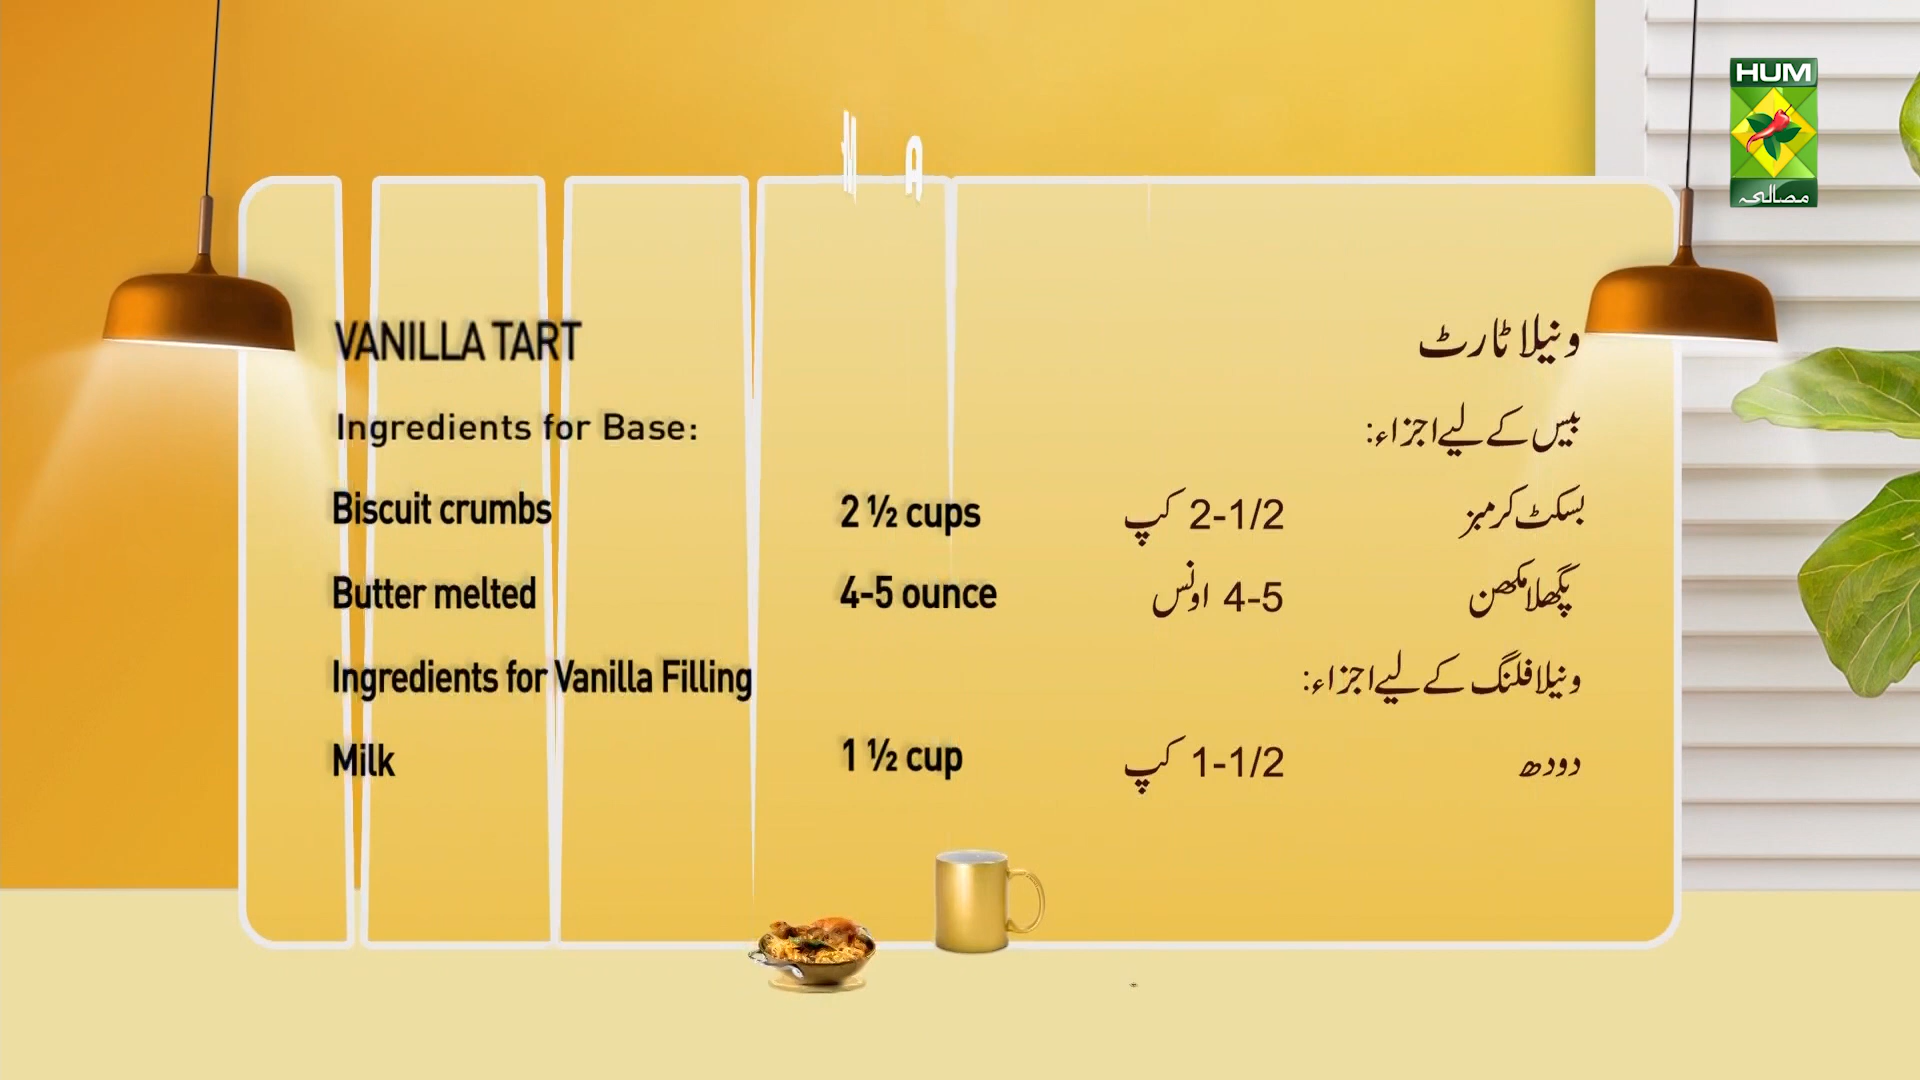 HUM
مصالحہ
M A
VANILLA TART ونیلا ٹارٹ
Ingredients for Base: بیس کے لیے اجزاء:
Biscuit crumbs 2 ½ cups 2-1/2 کپ بسکٹ کرمبز
Butter melted 4-5 ounce 4-5 اونس پگھلا مکھن
Ingredients for Vanilla Filling ونیلا فلنگ کے لیے اجزاء:
Milk 1 ½ cup 1-1/2 کپ دودھ